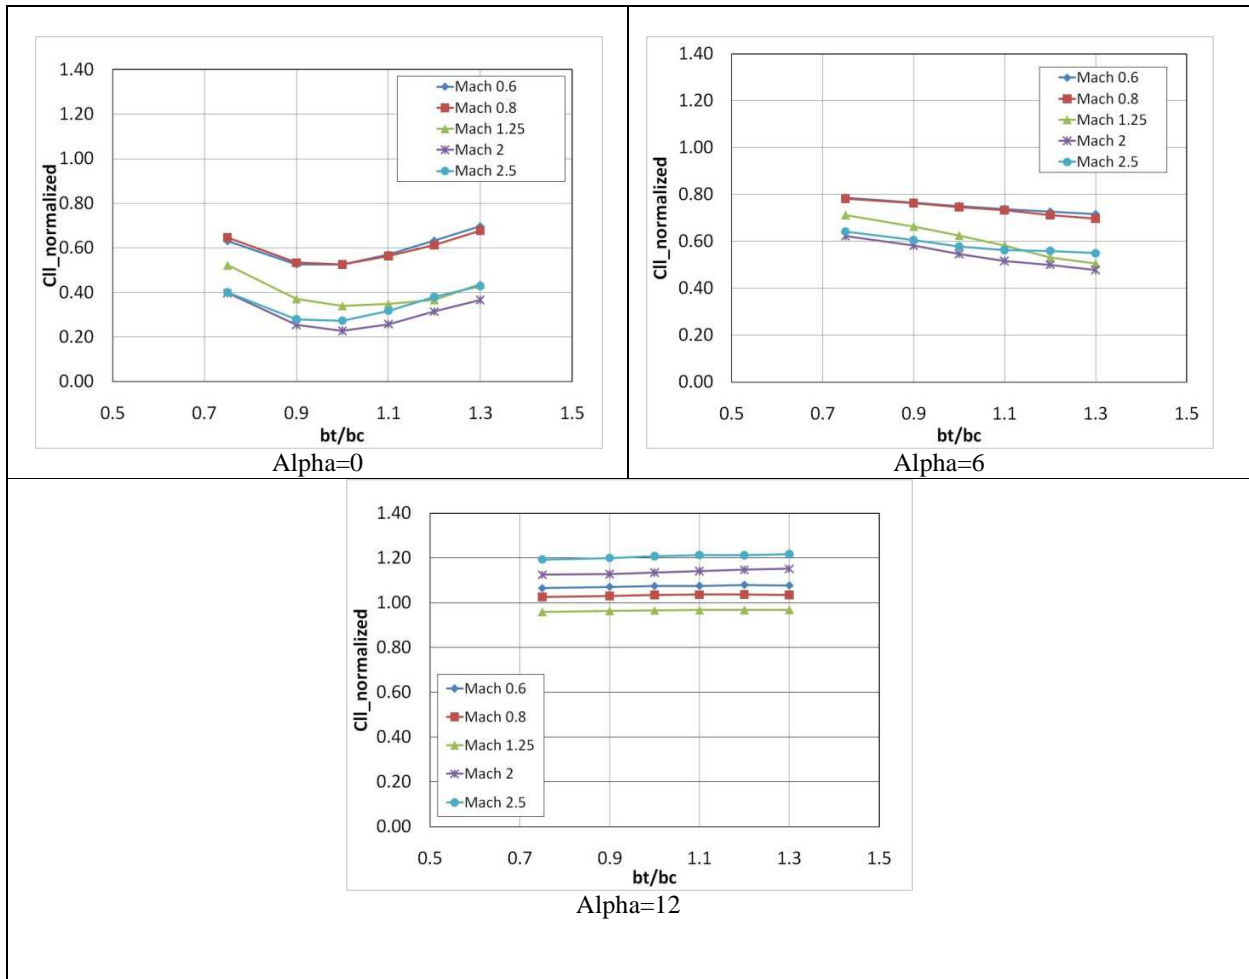 1.40
1.20
1.00
0.80
0.60
0.40
0.20
0.00
Cll_normalized
0.5 0.7 0.9 1.1 1.3 1.5
bt/bc
Mach 0.6
Mach 0.8
Mach 1.25
Mach 2
Mach 2.5
Alpha=0
1.40
1.20
1.00
0.80
0.60
0.40
0.20
0.00
Cll_normalized
0.5 0.7 0.9 1.1 1.3 1.5
bt/bc
Mach 0.6
Mach 0.8
Mach 1.25
Mach 2
Mach 2.5
Alpha=6
1.40
1.20
1.00
0.80
0.60
0.40
0.20
0.00
Cll_normalized
0.5 0.7 0.9 1.1 1.3 1.5
bt/bc
Mach 0.6
Mach 0.8
Mach 1.25
Mach 2
Mach 2.5
Alpha=12